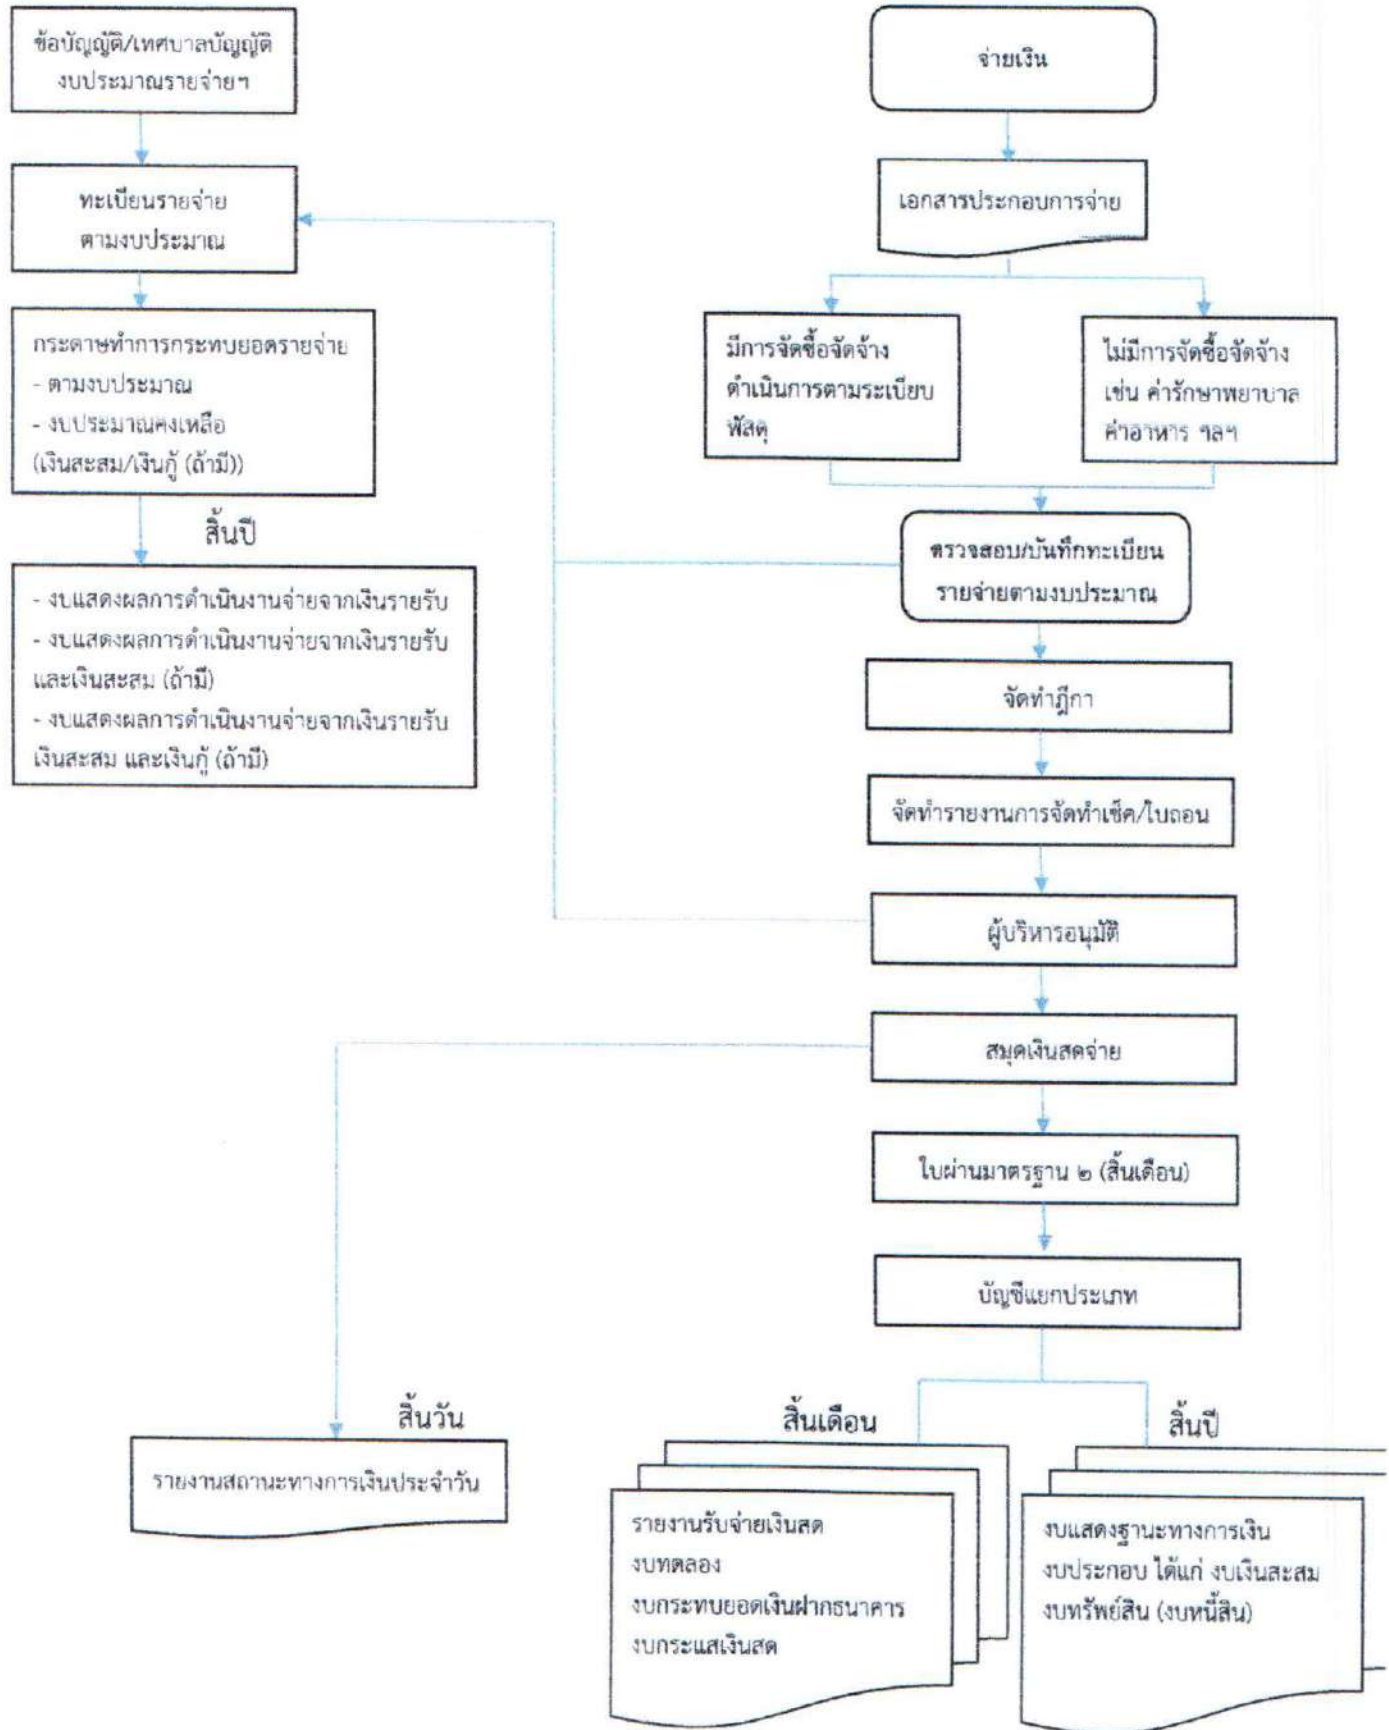 ข้อบัญญัติ/เทศบาลบัญญัติ
งบประมาณรายจ่ายฯ
ทะเบียนรายจ่าย
ตามงบประมาณ
กระดาษทำการกระทบยอดรายจ่าย
- ตามงบประมาณ
- งบประมาณคงเหลือ
(เงินสะสม/เงินกู้ (ถ้ามี))
สิ้นปี
- งบแสดงผลการดำเนินงานจ่ายจากเงินรายรับ
- งบแสดงผลการดำเนินงานจ่ายจากเงินรายรับ
และเงินสะสม (ถ้ามี)
- งบแสดงผลการดำเนินงานจ่ายจากเงินรายรับ
เงินสะสม และเงินกู้ (ถ้ามี)
จ่ายเงิน
เอกสารประกอบการจ่าย
มีการจัดซื้อจัดจ้าง
ดำเนินการตามระเบียบ
พัสดุ
ไม่มีการจัดซื้อจัดจ้าง
เช่น ค่ารักษาพยาบาล
ค่าอาหาร ฯลฯ
ตรวจสอบ/บันทึกทะเบียน
รายจ่ายตามงบประมาณ
จัดทำฎีกา
จัดทำรายงานการจัดทำเช็ค/ใบถอน
ผู้บริหารอนุมัติ
สมุดเงินสดจ่าย
ใบผ่านมาตรฐาน ๒ (สิ้นเดือน)
บัญชีแยกประเภท
สิ้นวัน
รายงานสถานะทางการเงินประจำวัน
สิ้นเดือน
รายงานรับจ่ายเงินสด
งบทดลอง
งบกระทบยอดเงินฝากธนาคาร
งบกระแสเงินสด
สิ้นปี
งบแสดงฐานะทางการเงิน
งบประกอบ ได้แก่ งบเงินสะสม
งบทรัพย์สิน (งบหนี้สิน)